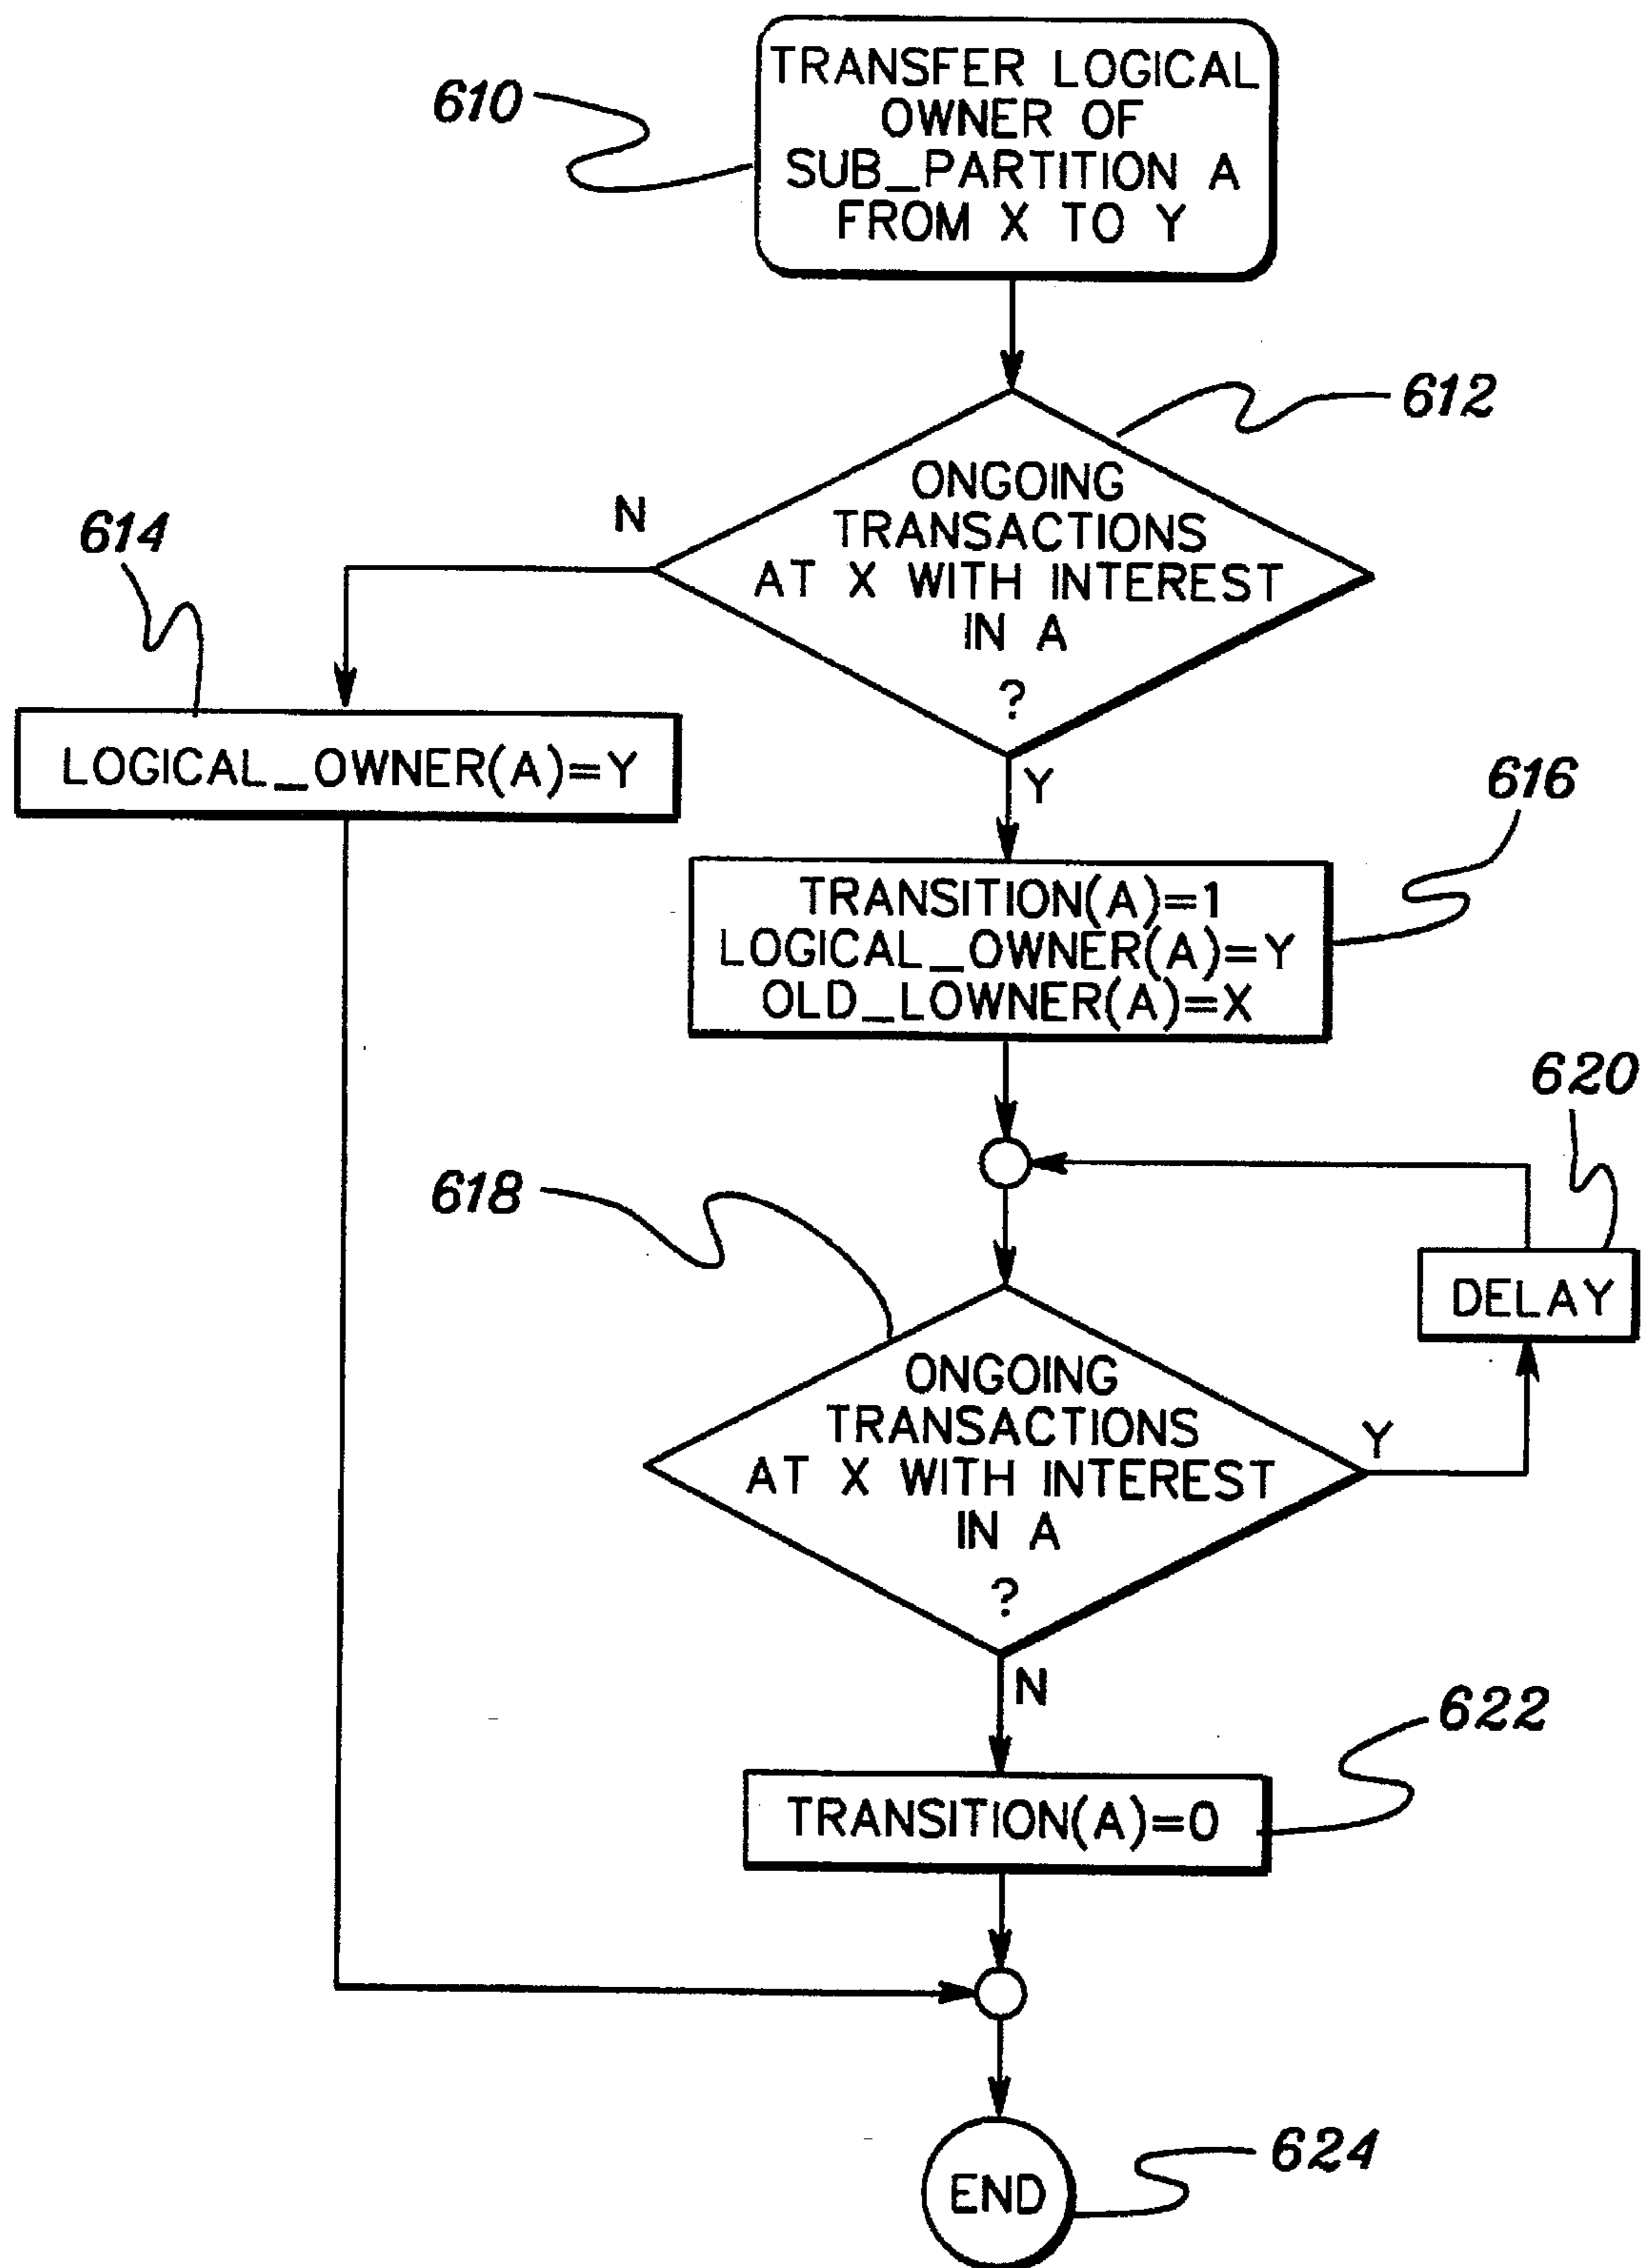 610
TRANSFER LOGICAL
OWNER OF
SUB_PARTITION A
FROM X TO Y
612
ONGOING
TRANSACTIONS
AT X WITH INTEREST
IN A
?
N
614
LOGICAL_OWNER(A)=Y
Y
616
TRANSITION(A)=1
LOGICAL_OWNER(A)=Y
OLD_LOWNER(A)=X
620
DELAY
618
ONGOING
TRANSACTIONS
AT X WITH INTEREST
IN A
?
Y
N
622
TRANSITION(A)=0
END
624